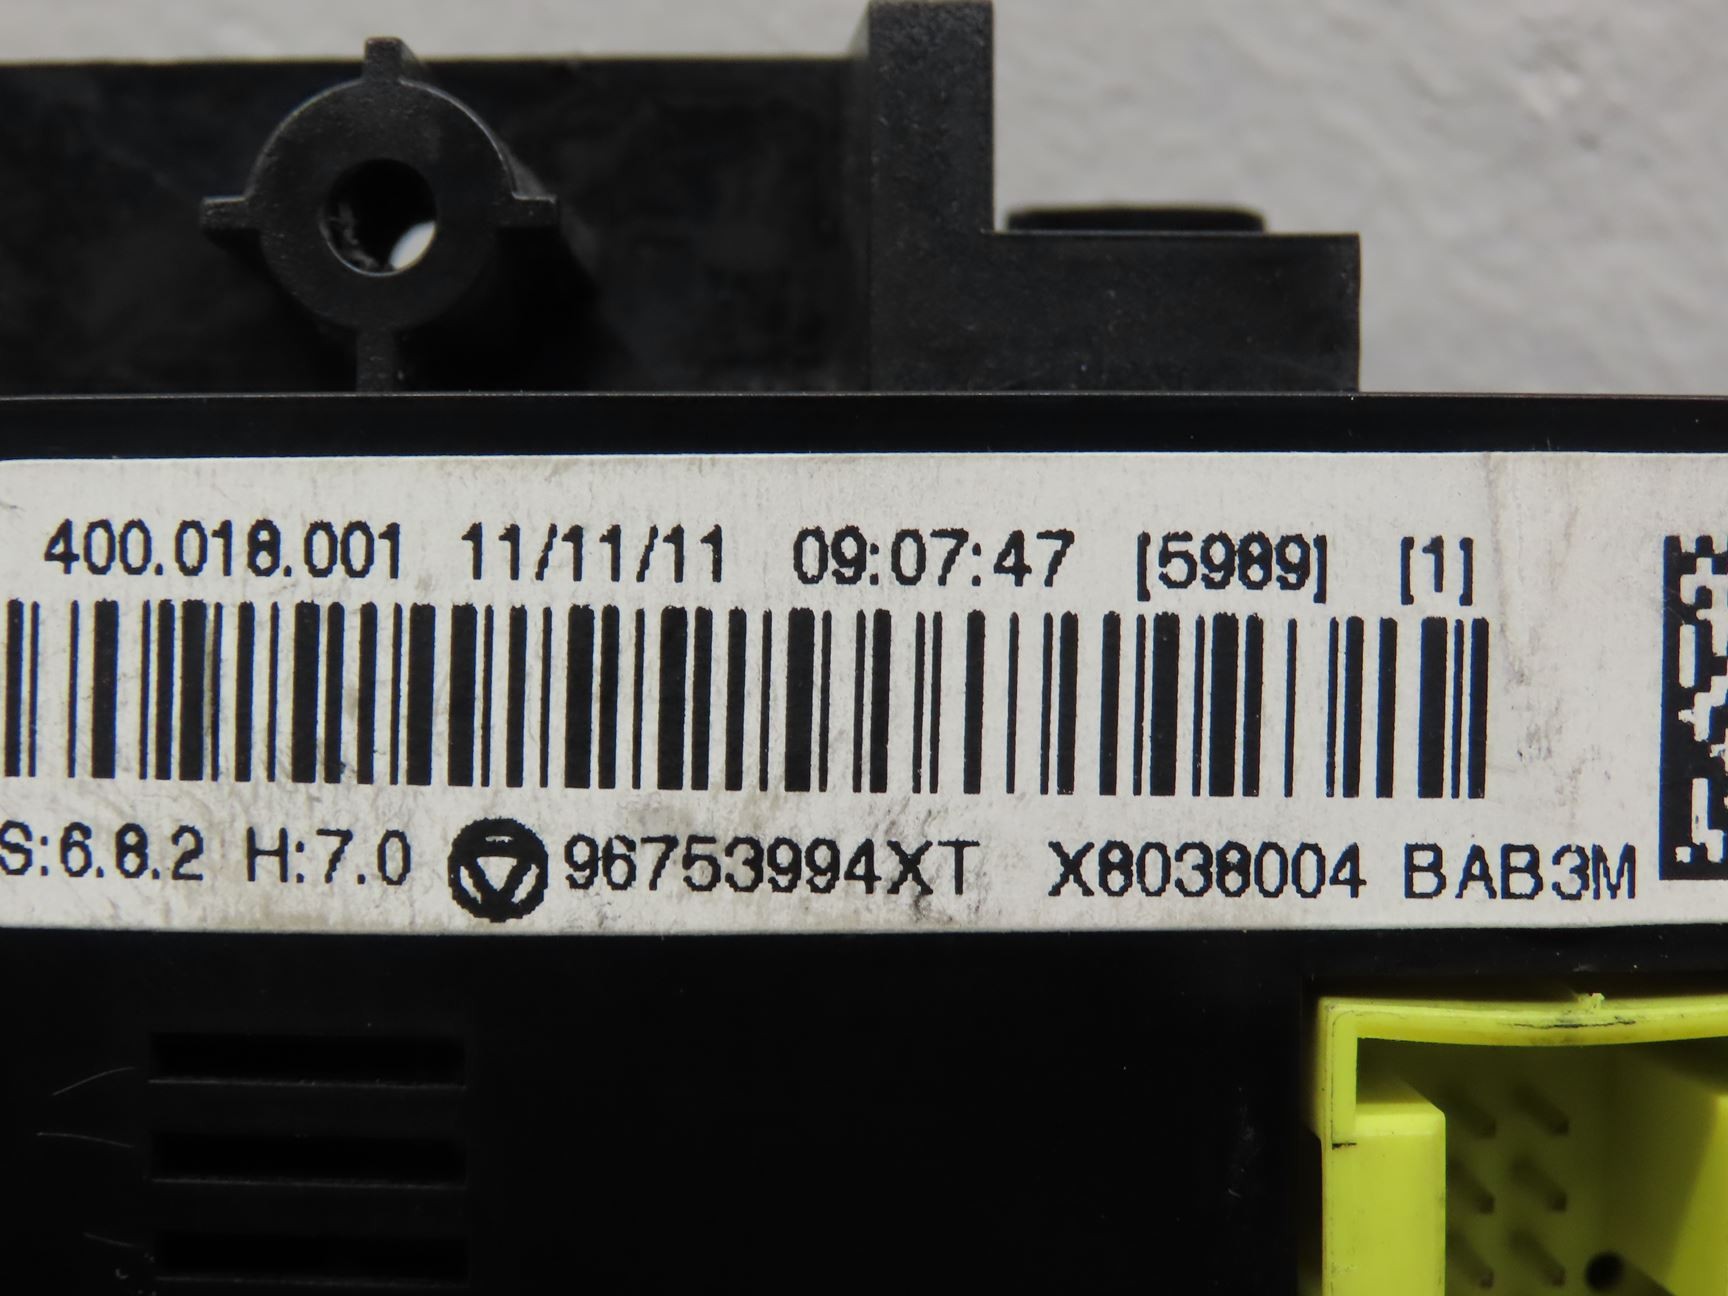 400.018.001 11/11/11 09:07:47 [5989] [1]
S:6.8.2 H:7.0 96753994XT X8038004 BAB3M